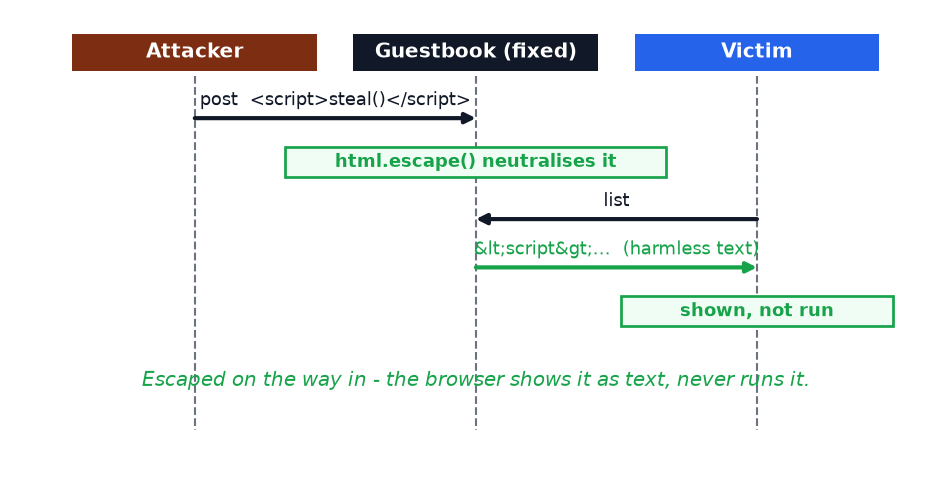 Attacker
Guestbook (fixed)
Victim
post  <script>steal()</script>
html.escape() neutralises it
list
&lt;script&gt;...  (harmless text)
shown, not run
Escaped on the way in - the browser shows it as text, never runs it.